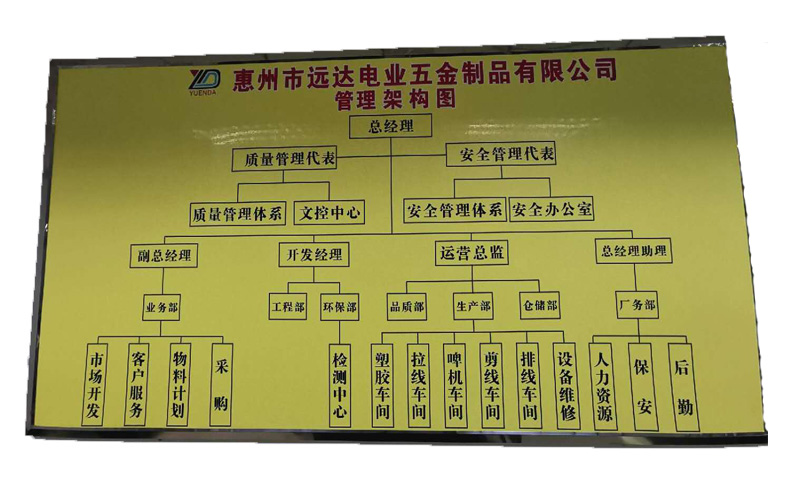 惠州市远达电业五金制品有限公司
YUENDA
管理架构图
总经理
质量管理代表
安全管理代表
质量管理体系
文控中心
安全管理体系
安全办公室
副总经理
开发经理
运营总监
总经理助理
业务部
工程部
环保部
品质部
生产部
仓储部
厂务部
市场开发
客户服务
物料计划
采购
检测中心
塑胶车间
拉线车间
啤机车间
剪线车间
排线车间
设备维修
人力资源
保安
后勤